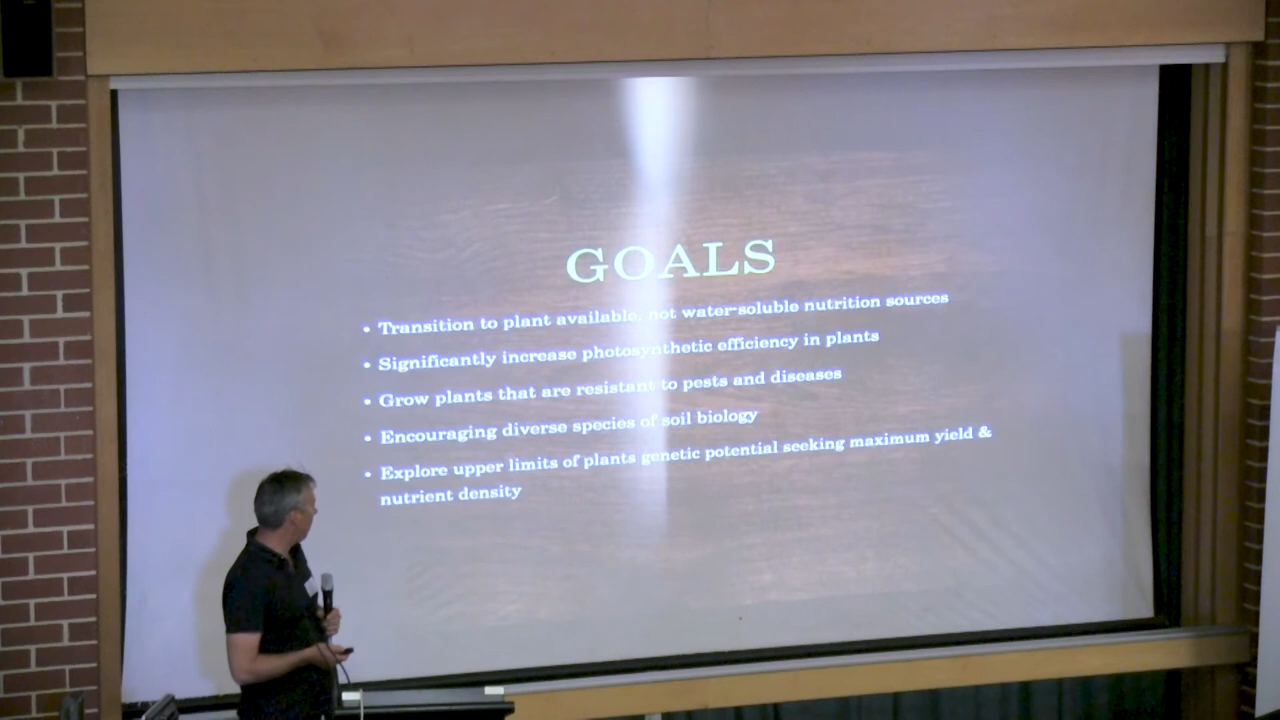 GOALS
• Transition to plant available, not water-soluble nutrition sources
• Significantly increase photosynthetic efficiency in plants
• Grow plants that are resistant to pests and diseases
• Encouraging diverse species of soil biology
• Explore upper limits of plants genetic potential seeking maximum yield &
nutrient density